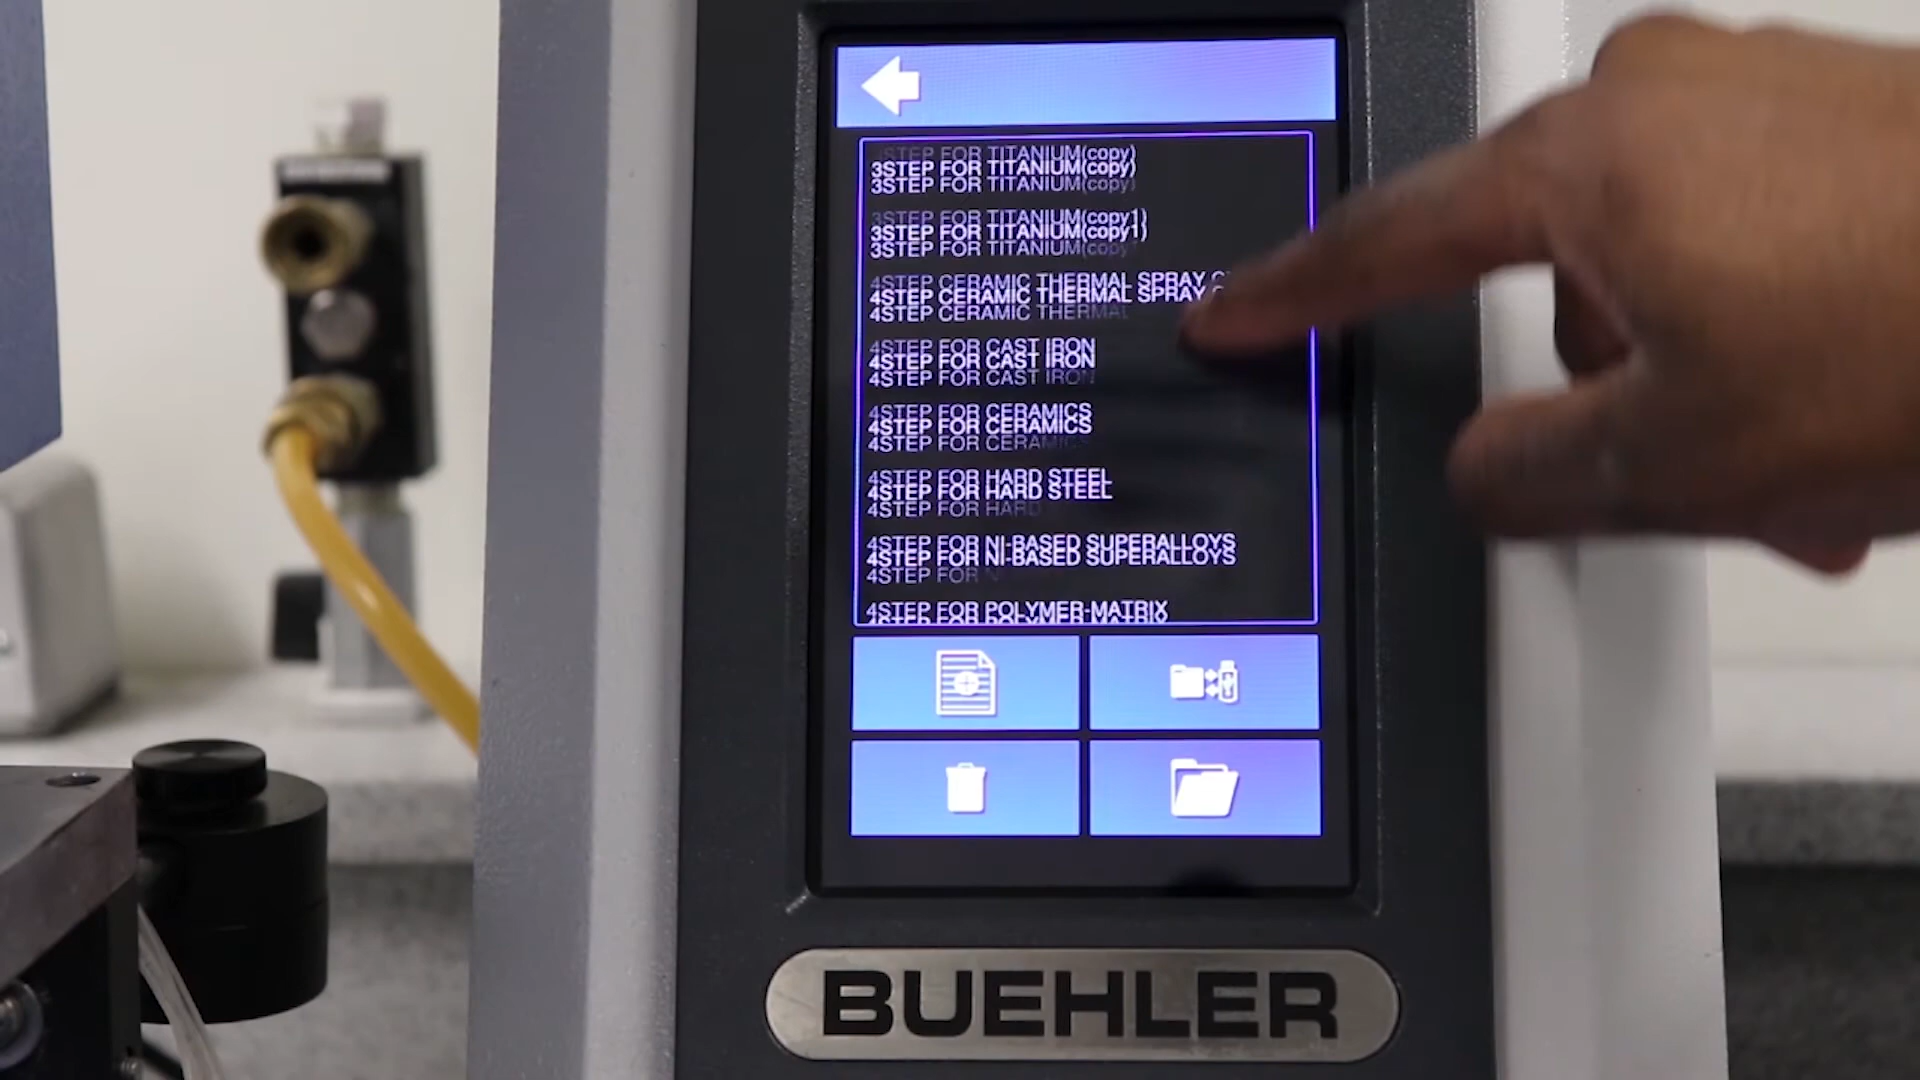 3STEP FOR TITANIUM(copy)
3STEP FOR TITANIUM(copy1)
4STEP CERAMIC THERMAL SPRAY
4STEP FOR CAST IRON
4STEP FOR CERAMICS
4STEP FOR HARD STEEL
4STEP FOR NI-BASED SUPERALLOYS
4STEP FOR POLYMER-MATRIX
BUEHLER